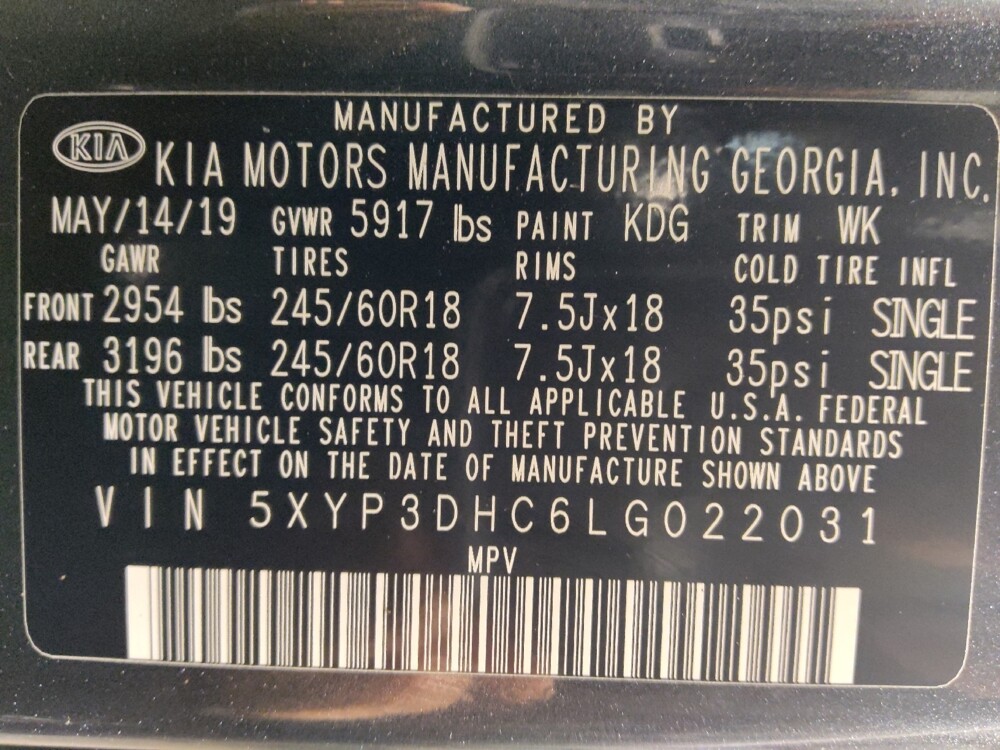 MANUFACTURED BY
KIA KIA MOTORS MANUFACTURING GEORGIA, INC.
MAY/14/19 GVWR 5917 lbs PAINT KDG TRIM WK
GAWR TIRES RIMS COLD TIRE INFL
FRONT 2954 lbs 245/60R18 7.5Jx18 35psi SINGLE
REAR 3196 lbs 245/60R18 7.5Jx18 35psi SINGLE
THIS VEHICLE CONFORMS TO ALL APPLICABLE U.S.A. FEDERAL
MOTOR VEHICLE SAFETY AND THEFT PREVENTION STANDARDS
IN EFFECT ON THE DATE OF MANUFACTURE SHOWN ABOVE
VIN 5XYP3DHC6LG022031
MPV